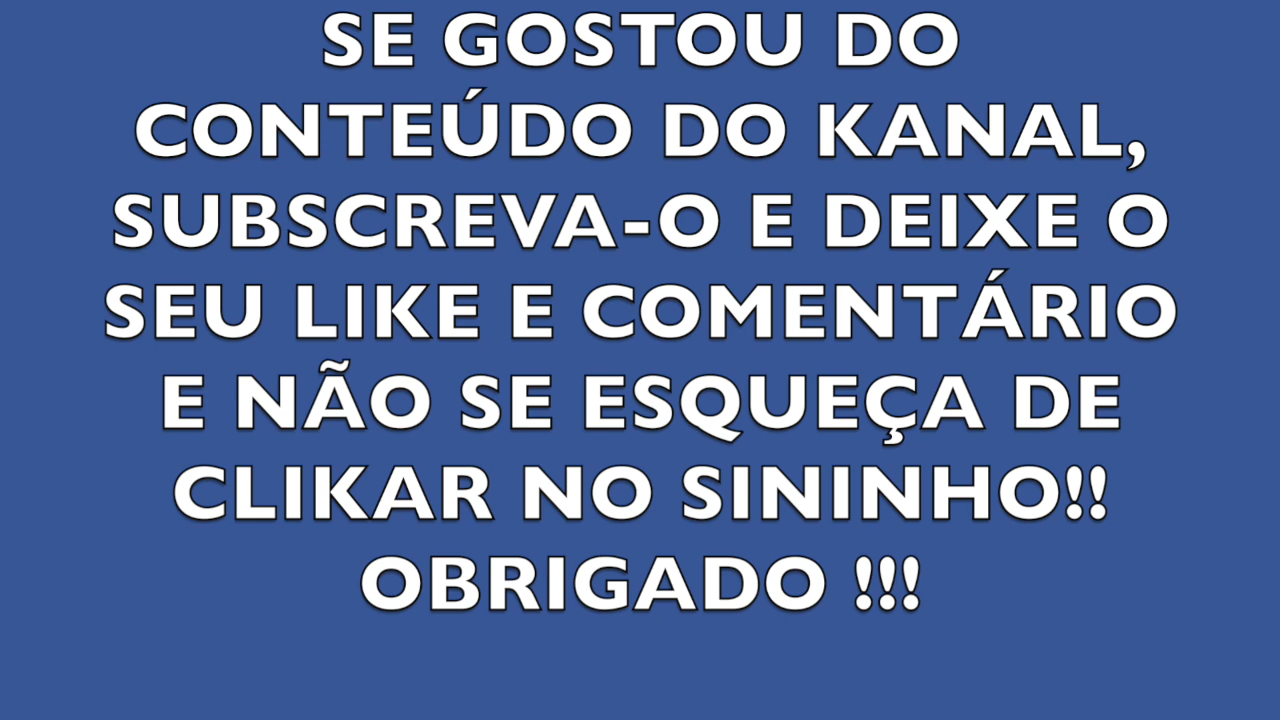 SE GOSTOU DO
CONTEÚDO DO KANAL,
SUBSCREVA-O E DEIXE O
SEU LIKE E COMENTÁRIO
E NÃO SE ESQUEÇA DE
CLIKAR NO SININHO!!
OBRIGADO !!!